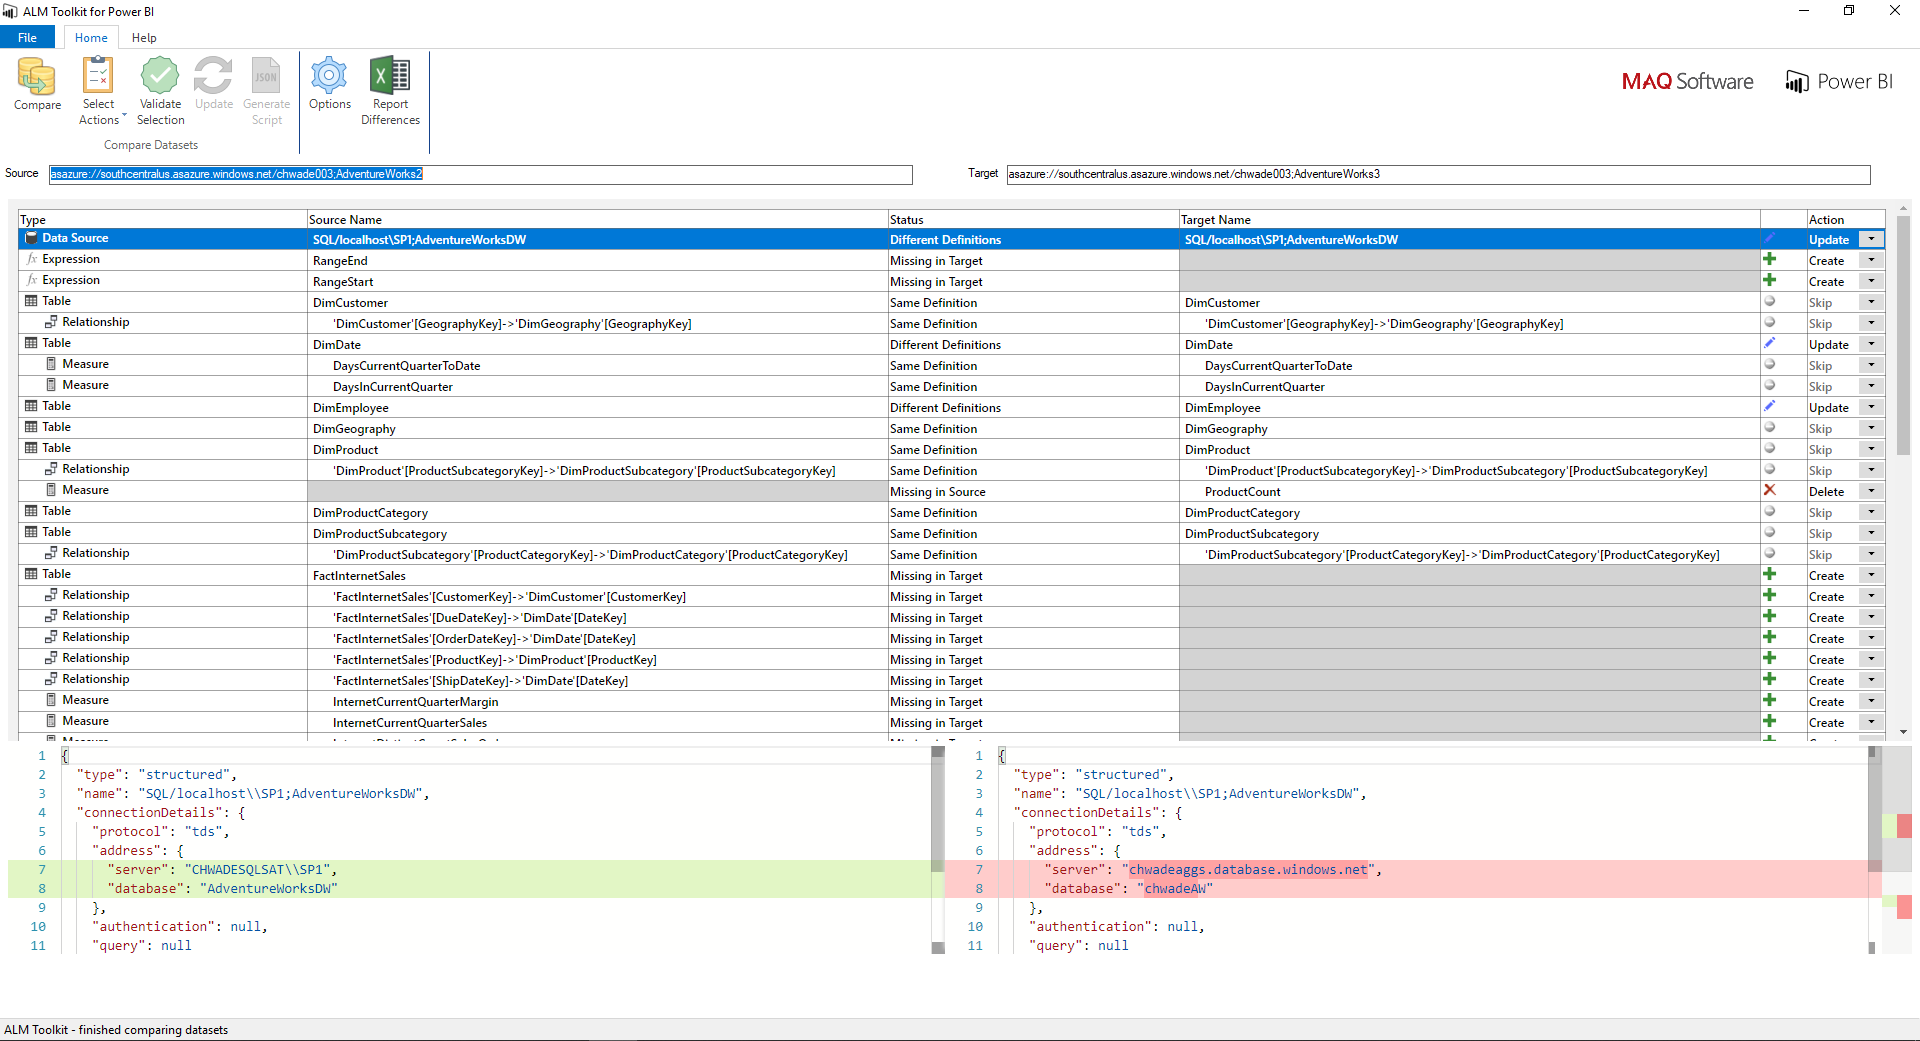 ALM Toolkit for Power BI
File Home Help
Compare
Select Actions
Validate Selection
Update
JSON
Generate Script
Options
Report Differences
Compare Datasets
MAQ Software
Power BI
Source asazure://southcentralus.asazure.windows.net/chwade003;AdventureWorks2
Target asazure://southcentralus.asazure.windows.net/chwade003;AdventureWorks3
Type Source Name Status Target Name Action
Data Source SQL/localhost\SP1;AdventureWorksDW Different Definitions SQL/localhost\SP1;AdventureWorksDW Update
fx Expression RangeEnd Missing in Target Create
fx Expression RangeStart Missing in Target Create
Table DimCustomer Same Definition DimCustomer Skip
Relationship 'DimCustomer'[GeographyKey]->'DimGeography'[GeographyKey] Same Definition 'DimCustomer'[GeographyKey]->'DimGeography'[GeographyKey] Skip
Table DimDate Different Definitions DimDate Update
Measure DaysCurrentQuarterToDate Same Definition DaysCurrentQuarterToDate Skip
Measure DaysInCurrentQuarter Same Definition DaysInCurrentQuarter Skip
Table DimEmployee Different Definitions DimEmployee Update
Table DimGeography Same Definition DimGeography Skip
Table DimProduct Same Definition DimProduct Skip
Relationship 'DimProduct'[ProductSubcategoryKey]->'DimProductSubcategory'[ProductSubcategoryKey] Same Definition 'DimProduct'[ProductSubcategoryKey]->'DimProductSubcategory'[ProductSubcategoryKey] Skip
Measure Missing in Source ProductCount Delete
Table DimProductCategory Same Definition DimProductCategory Skip
Table DimProductSubcategory Same Definition DimProductSubcategory Skip
Relationship 'DimProductSubcategory'[ProductCategoryKey]->'DimProductCategory'[ProductCategoryKey] Same Definition 'DimProductSubcategory'[ProductCategoryKey]->'DimProductCategory'[ProductCategoryKey] Skip
Table FactInternetSales Missing in Target Create
Relationship 'FactInternetSales'[CustomerKey]->'DimCustomer'[CustomerKey] Missing in Target Create
Relationship 'FactInternetSales'[DueDateKey]->'DimDate'[DateKey] Missing in Target Create
Relationship 'FactInternetSales'[OrderDateKey]->'DimDate'[DateKey] Missing in Target Create
Relationship 'FactInternetSales'[ProductKey]->'DimProduct'[ProductKey] Missing in Target Create
Relationship 'FactInternetSales'[ShipDateKey]->'DimDate'[DateKey] Missing in Target Create
Measure InternetCurrentQuarterMargin Missing in Target Create
Measure InternetCurrentQuarterSales Missing in Target Create
1 {
2 "type": "structured",
3 "name": "SQL/localhost\\SP1;AdventureWorksDW",
4 "connectionDetails": {
5 "protocol": "tds",
6 "address": {
7 "server": "CHWADESQLSAT\\SP1",
8 "database": "AdventureWorksDW"
9 },
10 "authentication": null,
11 "query": null
1 {
2 "type": "structured",
3 "name": "SQL/localhost\\SP1;AdventureWorksDW",
4 "connectionDetails": {
5 "protocol": "tds",
6 "address": {
7 "server": "chwadeaggs.database.windows.net",
8 "database": "chwadeAW"
9 },
10 "authentication": null,
11 "query": null
ALM Toolkit - finished comparing datasets